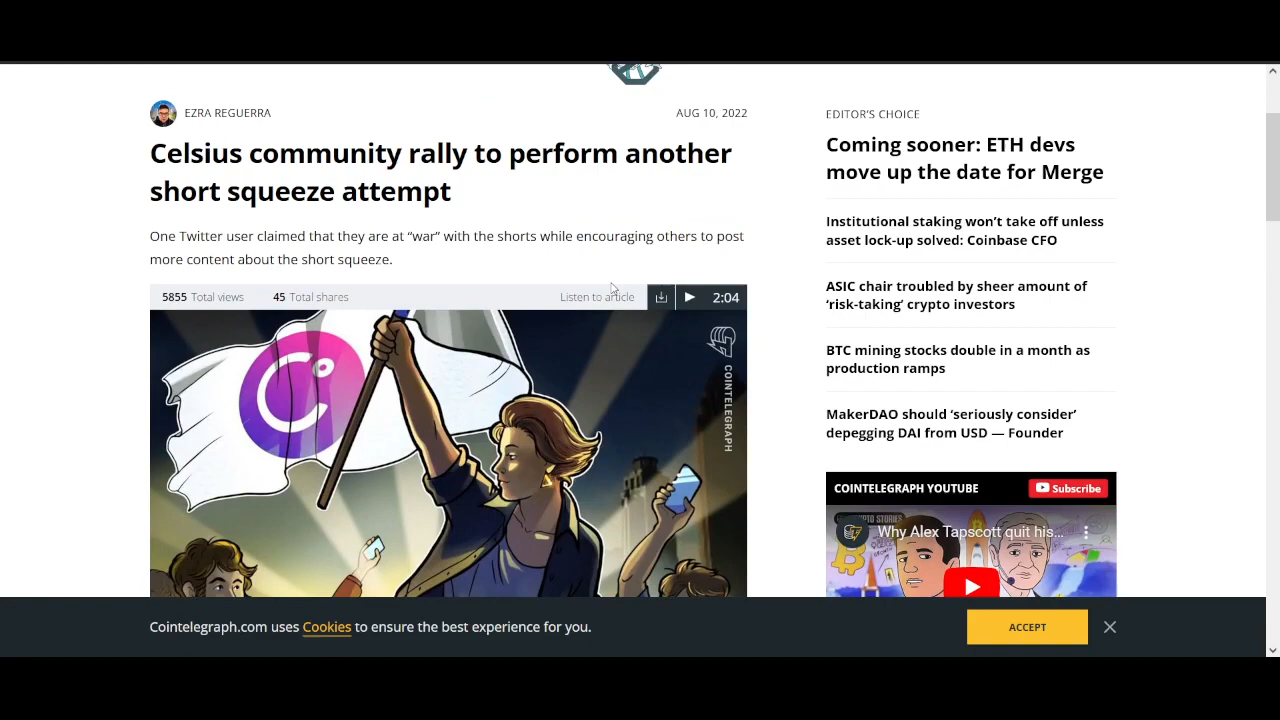 EZRA REGUERRA
AUG 10, 2022
Celsius community rally to perform another
short squeeze attempt
One Twitter user claimed that they are at “war” with the shorts while encouraging others to post
more content about the short squeeze.
5855 Total views
45 Total shares
Listen to article
2:04
COINTELEGRAPH
EDITOR’S CHOICE
Coming sooner: ETH devs
move up the date for Merge
Institutional staking won’t take off unless
asset lock-up solved: Coinbase CFO
ASIC chair troubled by sheer amount of
‘risk-taking’ crypto investors
BTC mining stocks double in a month as
production ramps
MakerDAO should ‘seriously consider’
depegging DAI from USD — Founder
COINTELEGRAPH YOUTUBE
Subscribe
Why Alex Tapscott quit his...
Cointelegraph.com uses Cookies to ensure the best experience for you.
ACCEPT